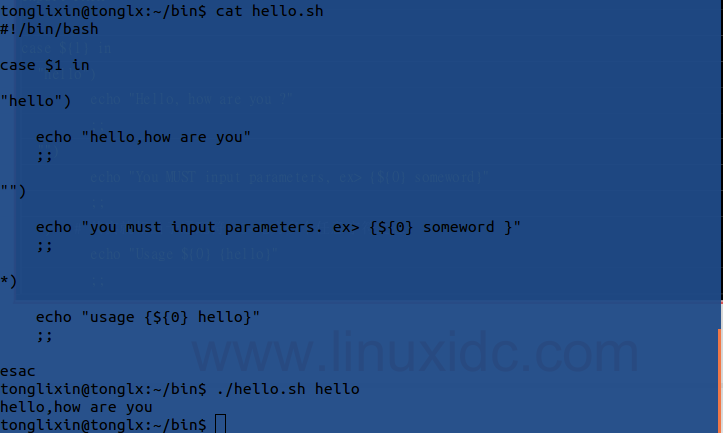 tonglixin@tonglx:~/bin$ cat hello.sh
#!/bin/bash
case $1 in
"hello")
    echo "hello,how are you"
    ;;
"")
    echo "you must input parameters. ex> {${0} someword }"
    ;;
*)
    echo "usage {${0} hello}"
    ;;
esac
tonglixin@tonglx:~/bin$ ./hello.sh hello
hello,how are you
tonglixin@tonglx:~/bin$
www.linuxidc.com